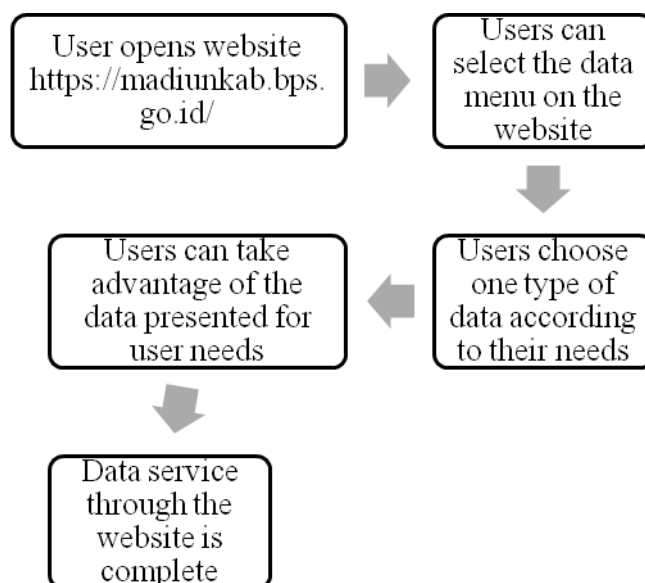 User opens website
https://madiunkab.bps.
go.id/
Users can
select the data
menu on the
website
Users choose
one type of
data according
to their needs
Users can take
advantage of the
data presented for
user needs
Data service
through the
website is
complete